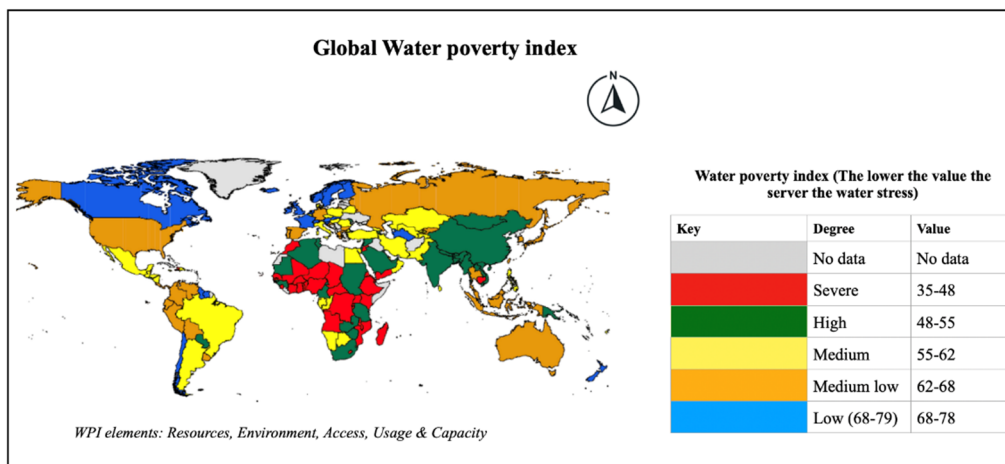 Global Water poverty index
N
Water poverty index (The lower the value the
server the water stress)
Key Degree Value
No data No data
Severe 35-48
High 48-55
Medium 55-62
Medium low 62-68
Low (68-79) 68-78
WPI elements: Resources, Environment, Access, Usage & Capacity